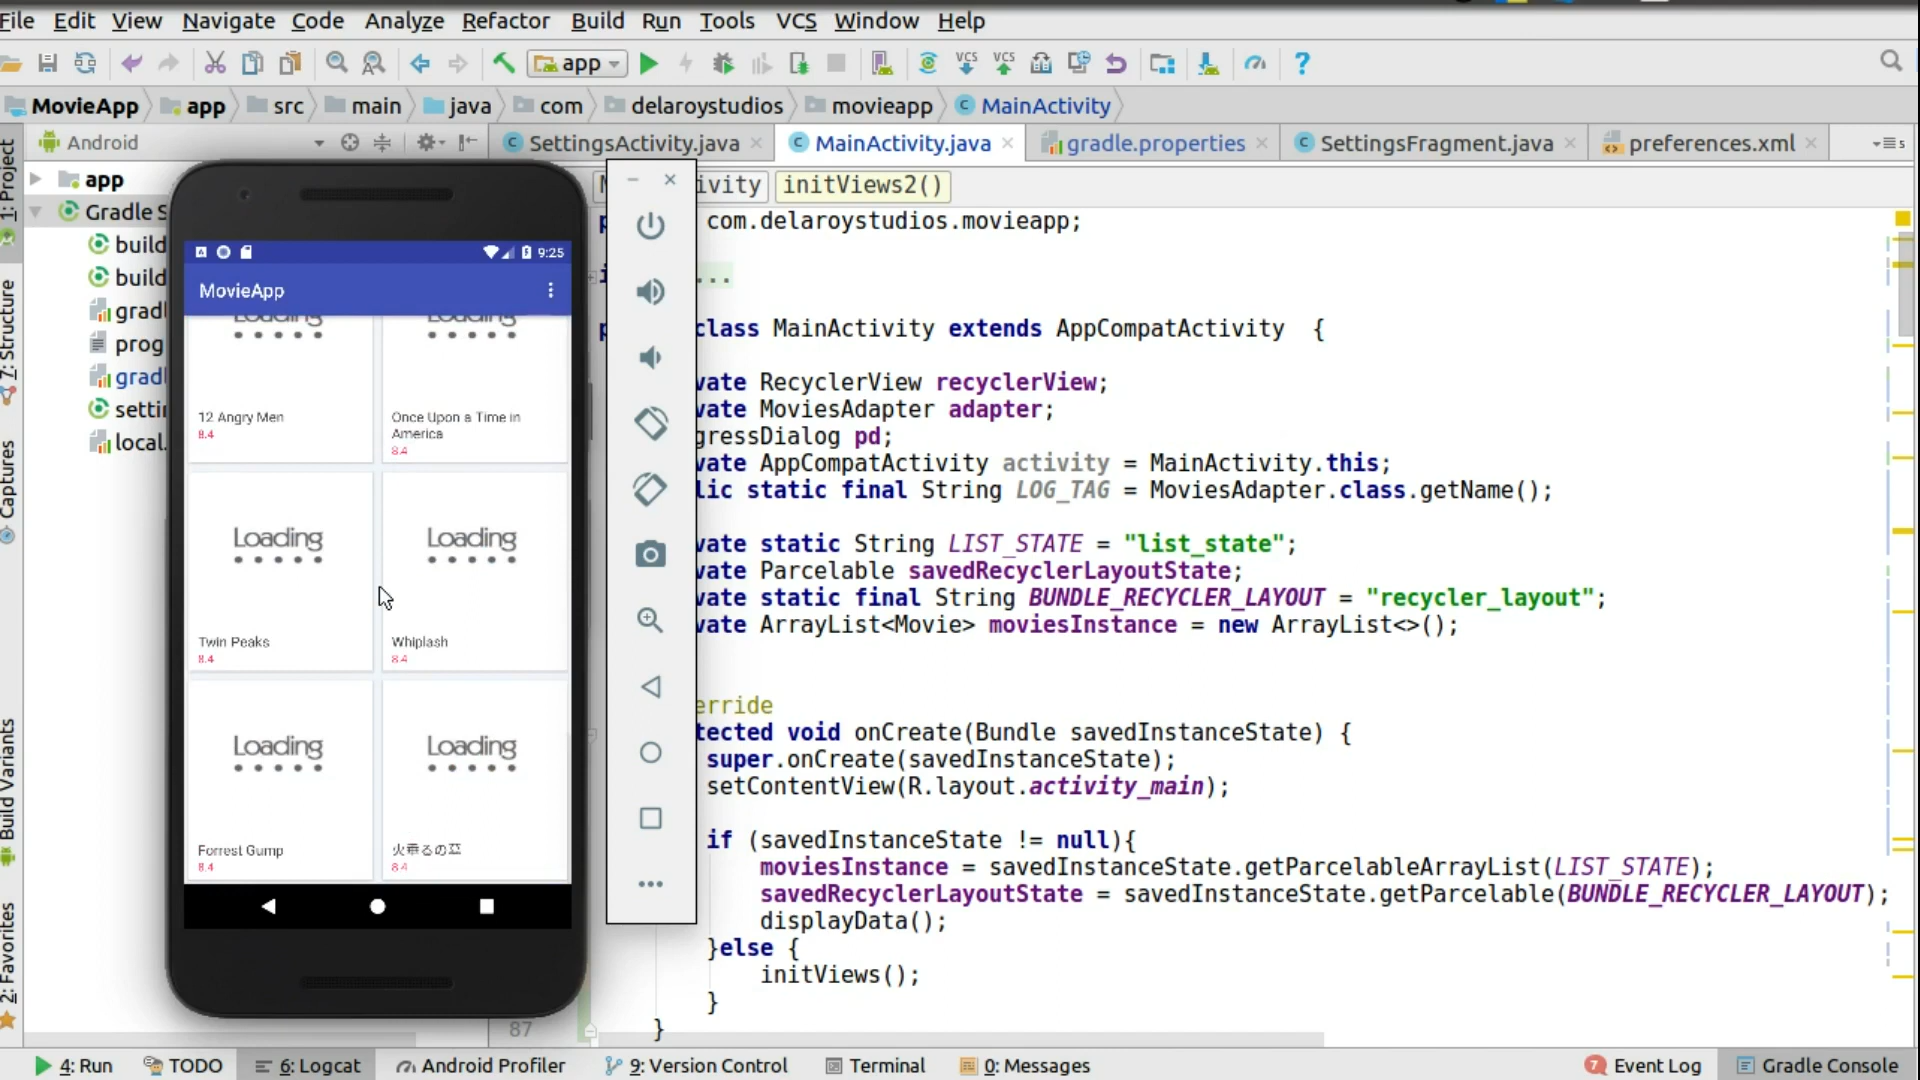 File Edit View Navigate Code Analyze Refactor Build Run Tools VCS Window Help
app
MovieApp app src main java com delaroystudios movieapp MainActivity
Android
SettingsActivity.java MainActivity.java gradle.properties SettingsFragment.java preferences.xml
1: Project
7: Structure
Captures
Build Variants
2: Favorites
app
Gradle S
build
build
gradl
prog
gradl
settin
local.
9:25
MovieApp
12 Angry Men
8.4
Once Upon a Time in
America
8.4
Loading
Twin Peaks
8.4
Loading
Whiplash
8.4
Loading
Forrest Gump
8.4
Loading
8.4
ivity initViews2()
com.delaroystudios.movieapp;
...
class MainActivity extends AppCompatActivity {
vate RecyclerView recyclerView;
vate MoviesAdapter adapter;
gressDialog pd;
vate AppCompatActivity activity = MainActivity.this;
lic static final String LOG_TAG = MoviesAdapter.class.getName();
vate static String LIST_STATE = "list_state";
vate Parcelable savedRecyclerLayoutState;
vate static final String BUNDLE_RECYCLER_LAYOUT = "recycler_layout";
vate ArrayList<Movie> moviesInstance = new ArrayList<>();
erride
tected void onCreate(Bundle savedInstanceState) {
super.onCreate(savedInstanceState);
setContentView(R.layout.activity_main);
if (savedInstanceState != null){
moviesInstance = savedInstanceState.getParcelableArrayList(LIST_STATE);
savedRecyclerLayoutState = savedInstanceState.getParcelable(BUNDLE_RECYCLER_LAYOUT);
displayData();
}else {
initViews();
}
87 }
4: Run TODO 6: Logcat Android Profiler 9: Version Control Terminal 0: Messages 7 Event Log Gradle Console